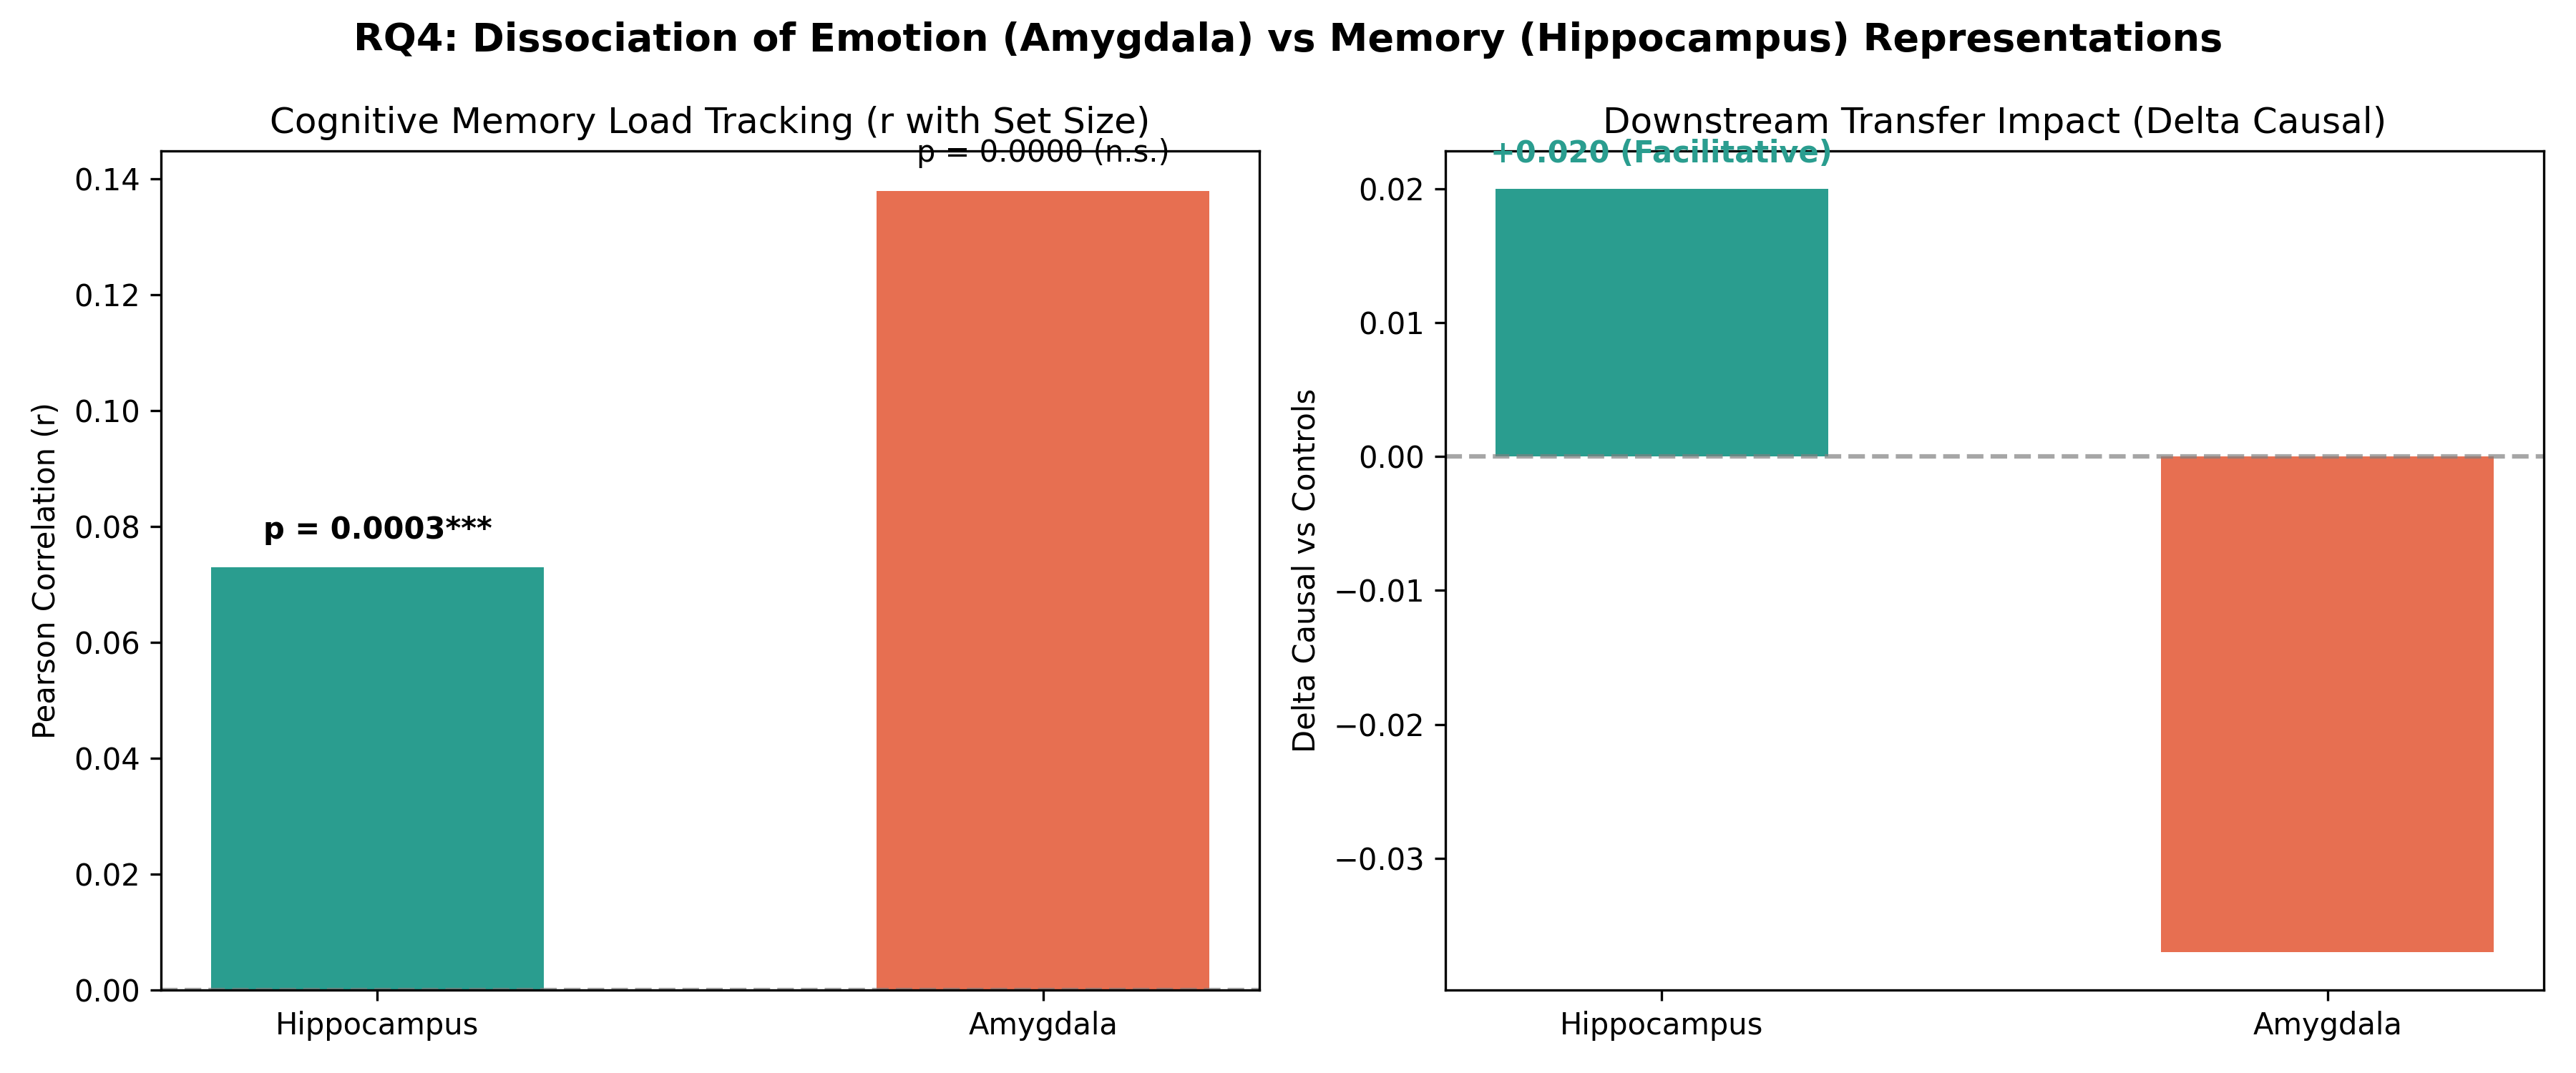 RQ4: Dissociation of Emotion (Amygdala) vs Memory (Hippocampus) Representations
Cognitive Memory Load Tracking (r with Set Size)
p = 0.0000 (n.s.)
p = 0.0003***
Pearson Correlation (r)
0.14
0.12
0.10
0.08
0.06
0.04
0.02
0.00
Hippocampus
Amygdala
Downstream Transfer Impact (Delta Causal)
+0.020 (Facilitative)
Delta Causal vs Controls
0.02
0.01
0.00
−0.01
−0.02
−0.03
Hippocampus
Amygdala